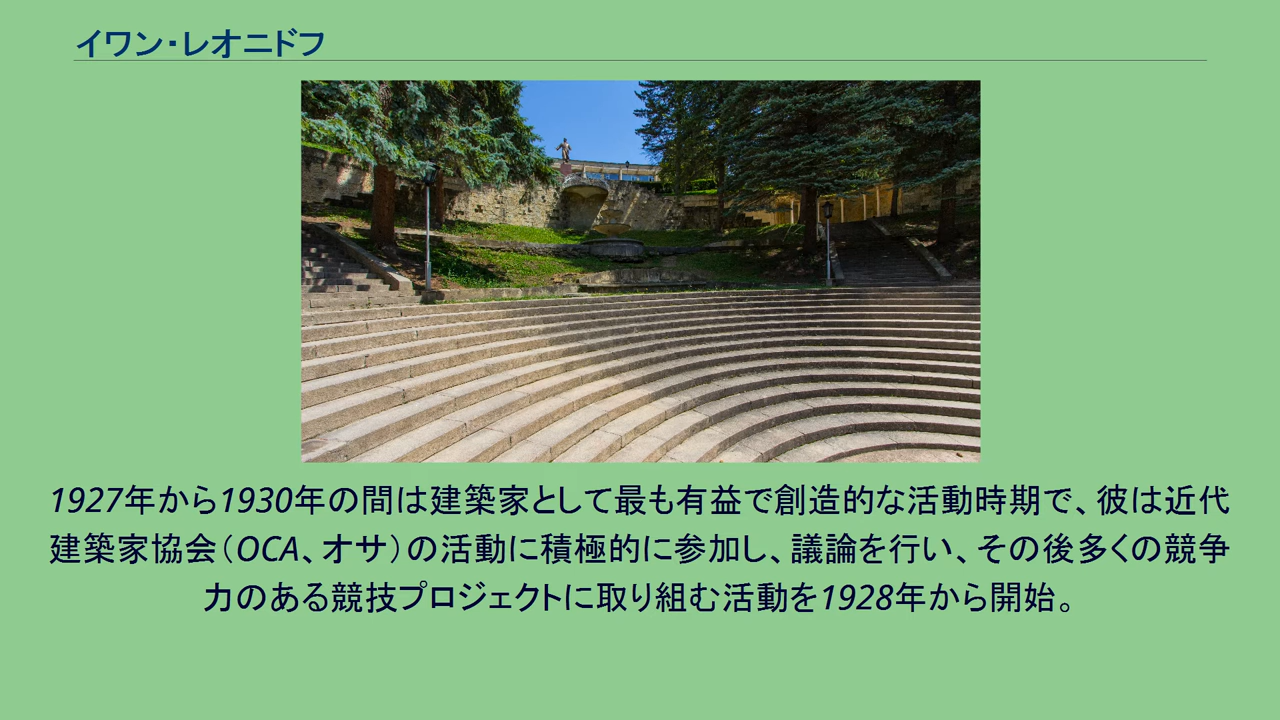 イワン・レオニドフ
1927年から1930年の間は建築家として最も有益で創造的な活動時期で、彼は近代
建築家協会（OCA、オサ）の活動に積極的に参加し、議論を行い、その後多くの競争
力のある競技プロジェクトに取り組む活動を1928年から開始。